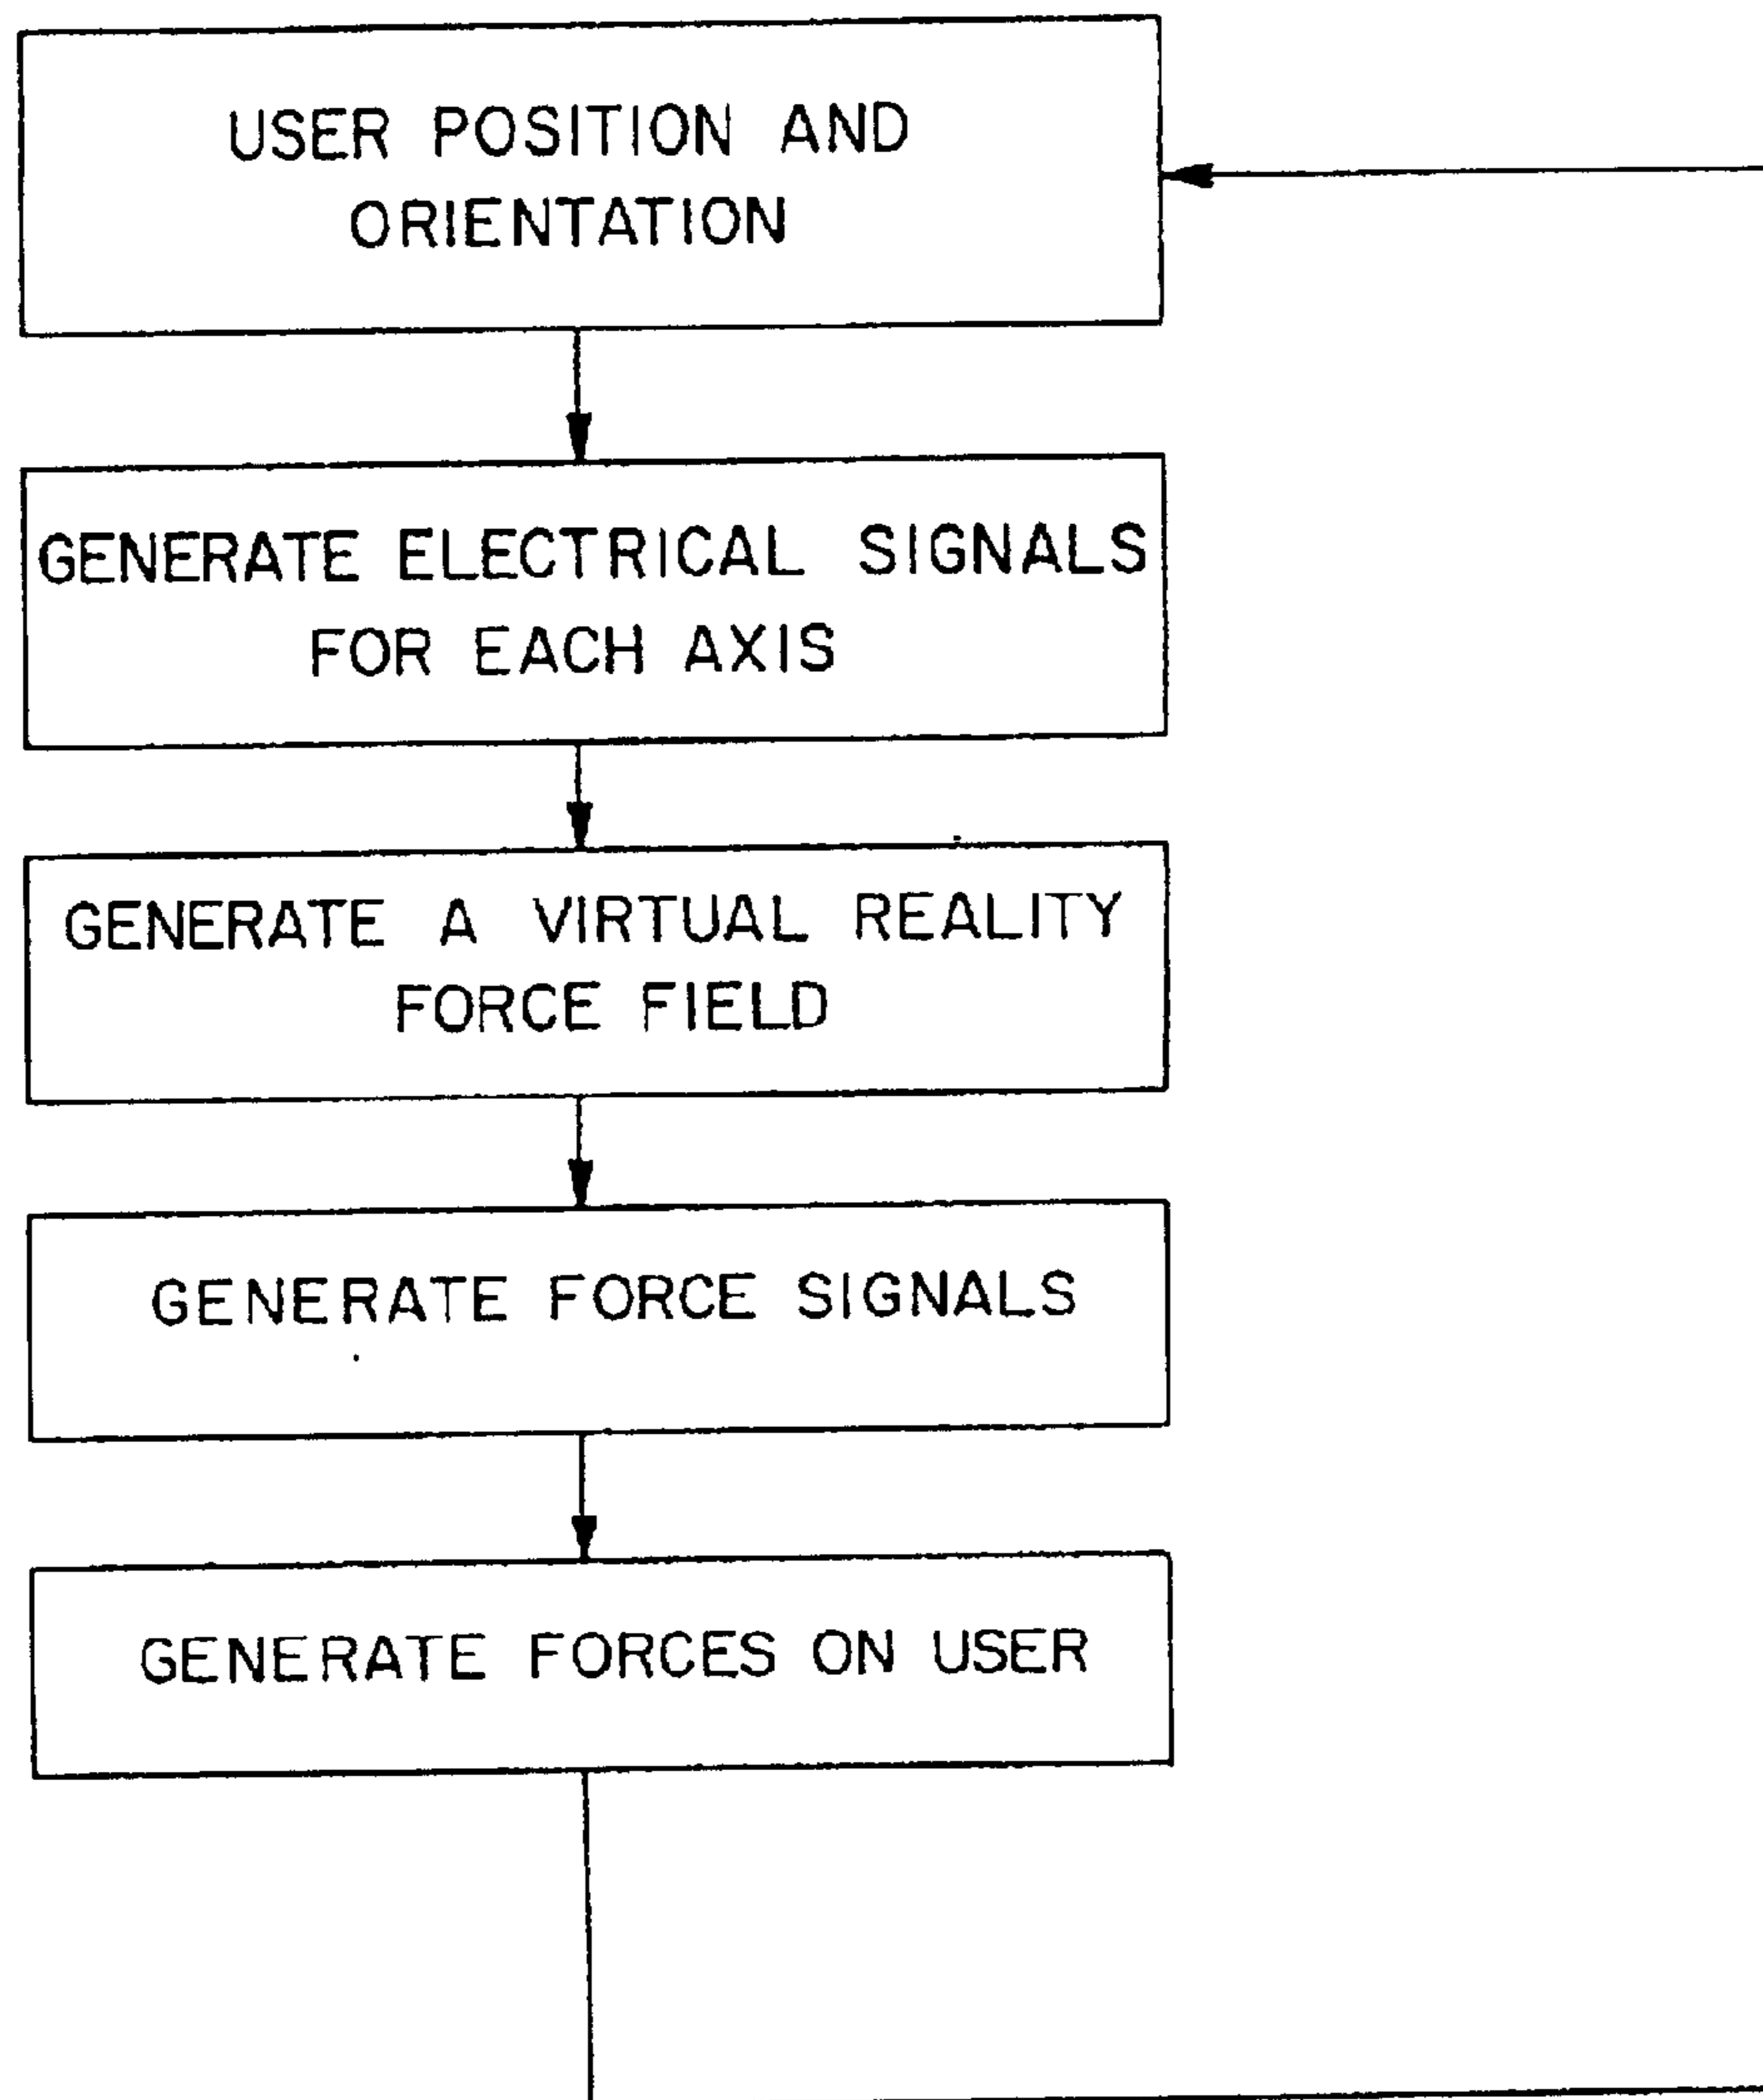 USER POSITION AND
ORIENTATION
GENERATE ELECTRICAL SIGNALS
FOR EACH AXIS
GENERATE A VIRTUAL REALITY
FORCE FIELD
GENERATE FORCE SIGNALS
GENERATE FORCES ON USER